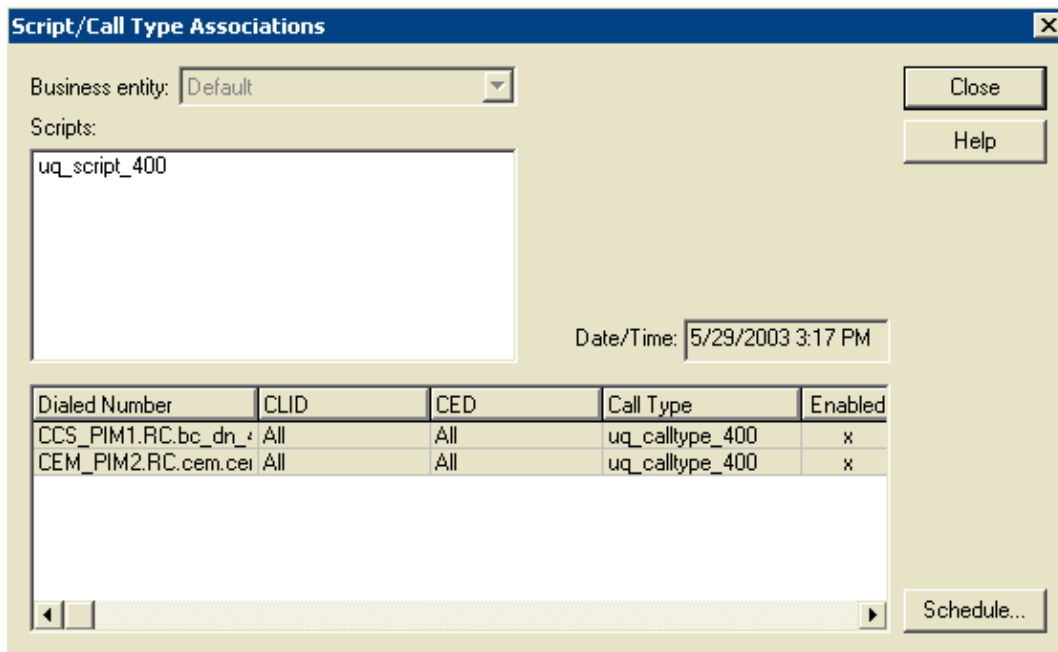 Script/Call Type Associations
Business entity: Default
Close
Scripts:
Help
uq_script_400
Date/Time: 5/29/2003 3:17 PM
Dialed Number CLID CED Call Type Enabled
CCS_PIM1.RC.bc_dn_ All All uq_calltype_400 x
CEM_PIM2.RC.cem.cer All All uq_calltype_400 x
Schedule...